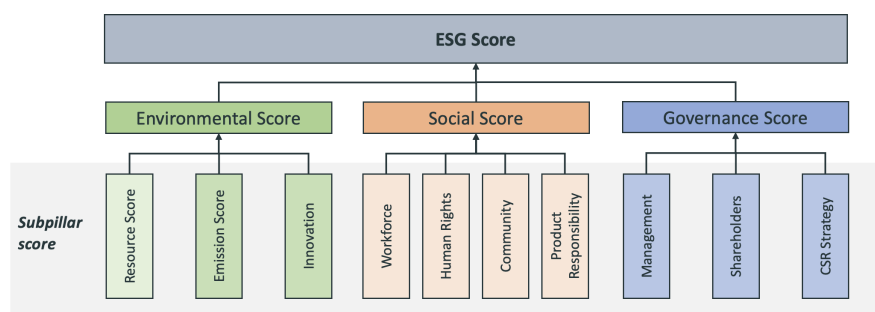 ESG Score
Environmental Score
Social Score
Governance Score
Subpillar
score
Resource Score
Emission Score
Innovation
Workforce
Human Rights
Community
Product
Responsibility
Management
Shareholders
CSR Strategy